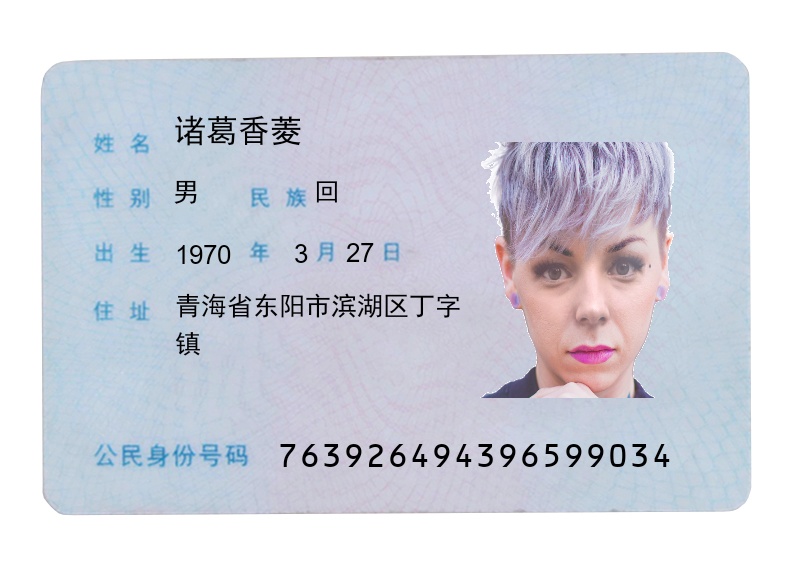 姓名 诸葛香菱
性别 男 民族 回
出生 1970 年 3 月 27 日
住址 青海省东阳市滨湖区丁字
镇
公民身份号码 763926494396599034